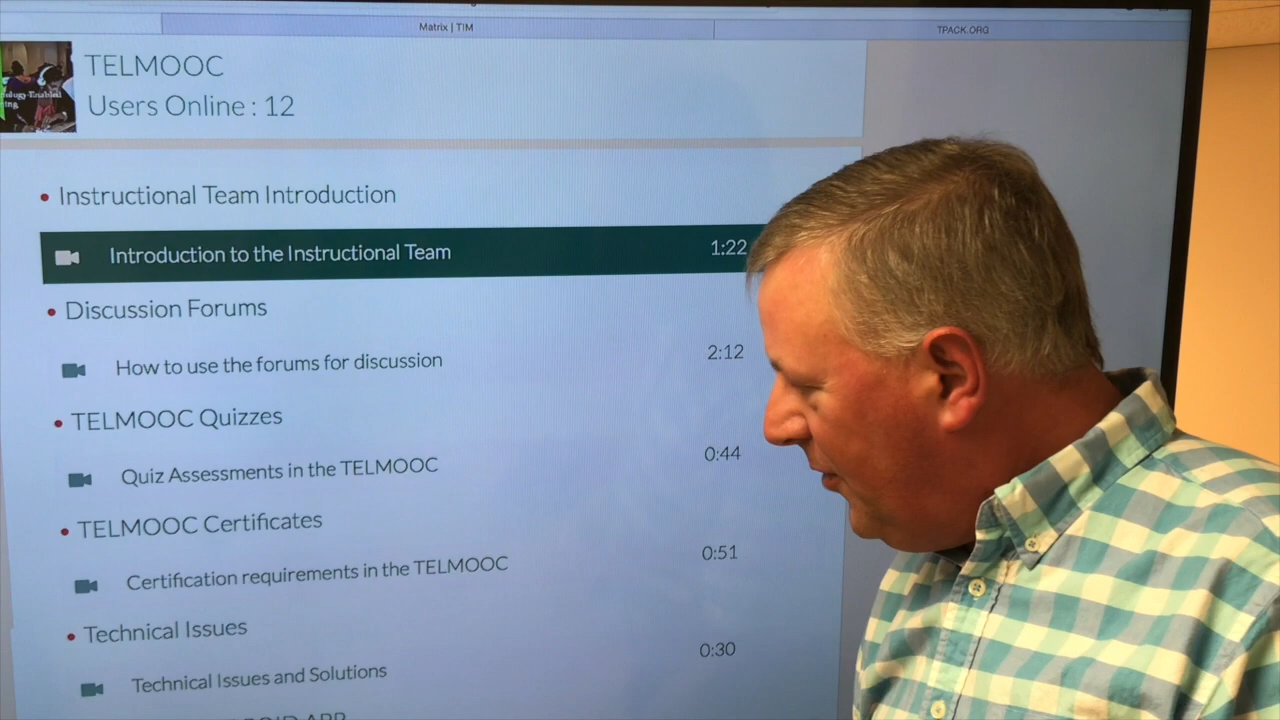 Matrix | TIM
TPACK.ORG
TELMOOC
Users Online : 12
Instructional Team Introduction
Introduction to the Instructional Team 1:22
Discussion Forums
How to use the forums for discussion 2:12
TELMOOC Quizzes
Quiz Assessments in the TELMOOC 0:44
TELMOOC Certificates
Certification requirements in the TELMOOC 0:51
Technical Issues
Technical Issues and Solutions 0:30